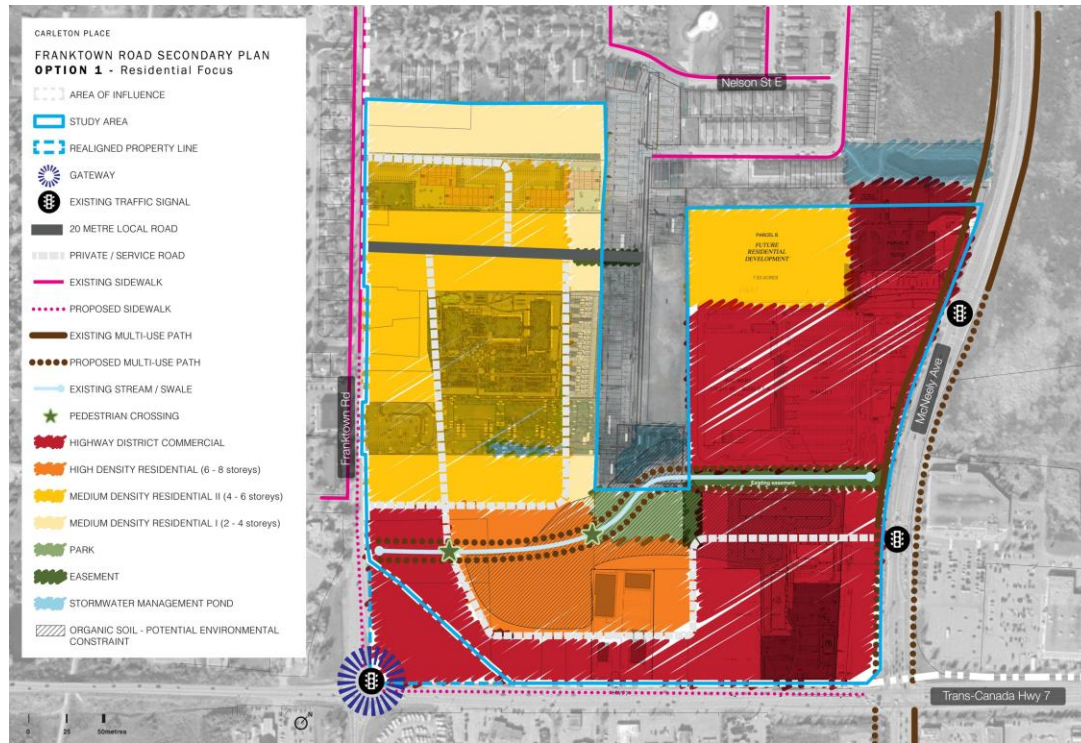 CARLETON PLACE
FRANKTOWN ROAD SECONDARY PLAN
OPTION 1 - Residential Focus
AREA OF INFLUENCE
STUDY AREA
REALIGNED PROPERTY LINE
GATEWAY
EXISTING TRAFFIC SIGNAL
20 METRE LOCAL ROAD
PRIVATE / SERVICE ROAD
EXISTING SIDEWALK
PROPOSED SIDEWALK
EXISTING MULTI-USE PATH
PROPOSED MULTI-USE PATH
EXISTING STREAM / SWALE
PEDESTRIAN CROSSING
HIGHWAY DISTRICT COMMERCIAL
HIGH DENSITY RESIDENTIAL (6 - 8 storeys)
MEDIUM DENSITY RESIDENTIAL II (4 - 6 storeys)
MEDIUM DENSITY RESIDENTIAL I (2 - 4 storeys)
PARK
EASEMENT
STORMWATER MANAGEMENT POND
ORGANIC SOIL - POTENTIAL ENVIRONMENTAL
CONSTRAINT
0 25 50metres
N
Nelson St E
PARCEL B
FUTURE
RESIDENTIAL
DEVELOPMENT
ACRES
Franktown Rd
McNeely Ave
Existing easement
Trans-Canada Hwy 7